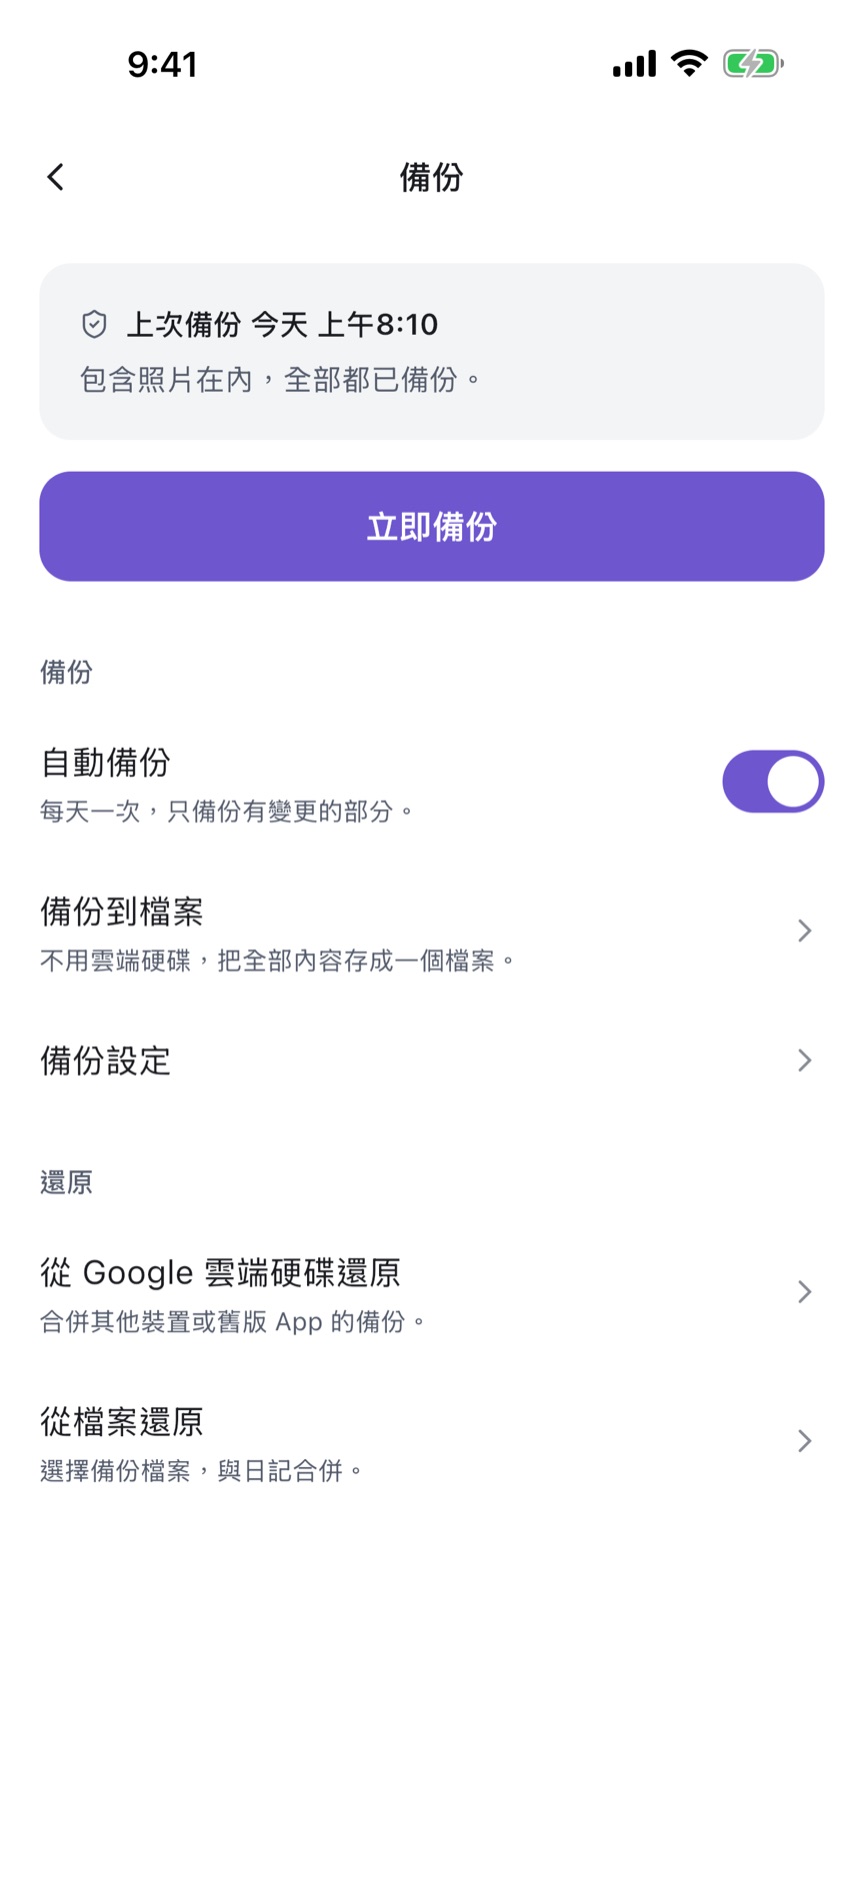 9:41
備份
上次備份 今天 上午8:10
包含照片在內，全部都已備份。
立即備份
備份
自動備份
每天一次，只備份有變更的部分。
備份到檔案
不用雲端硬碟，把全部內容存成一個檔案。
備份設定
還原
從 Google 雲端硬碟還原
合併其他裝置或舊版 App 的備份。
從檔案還原
選擇備份檔案，與日記合併。